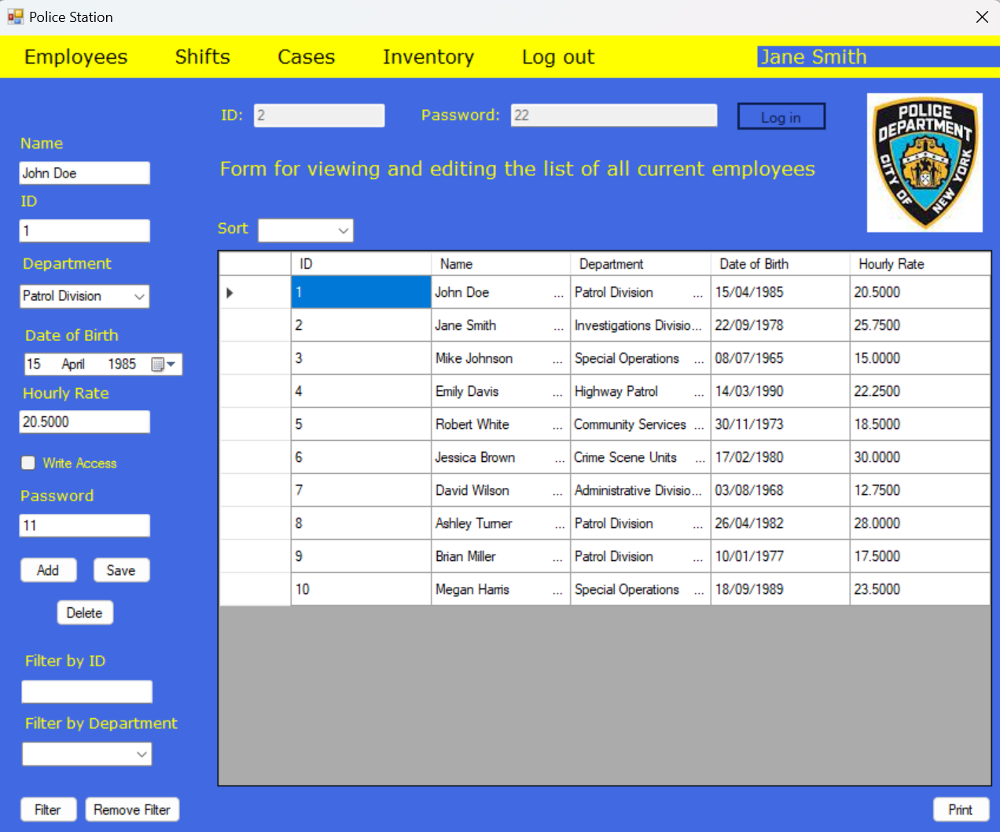 Police Station
Employees Shifts Cases Inventory Log out Jane Smith
ID: 2 Password: 22 Log in
POLICE
DEPARTMENT
CITY OF
NEW YORK
Form for viewing and editing the list of all current employees
Name
John Doe
ID
1
Department
Patrol Division
Date of Birth
15 April 1985
Hourly Rate
20.5000
Write Access
Password
11
Add Save
Delete
Filter by ID
Filter by Department
Filter Remove Filter
Sort
ID Name Department Date of Birth Hourly Rate
1 John Doe ... Patrol Division ... 15/04/1985 20.5000
2 Jane Smith ... Investigations Divisio... 22/09/1978 25.7500
3 Mike Johnson ... Special Operations ... 08/07/1965 15.0000
4 Emily Davis ... Highway Patrol ... 14/03/1990 22.2500
5 Robert White ... Community Services ... 30/11/1973 18.5000
6 Jessica Brown ... Crime Scene Units ... 17/02/1980 30.0000
7 David Wilson ... Administrative Divisio... 03/08/1968 12.7500
8 Ashley Turner ... Patrol Division ... 26/04/1982 28.0000
9 Brian Miller ... Patrol Division ... 10/01/1977 17.5000
10 Megan Harris ... Special Operations ... 18/09/1989 23.5000
Print